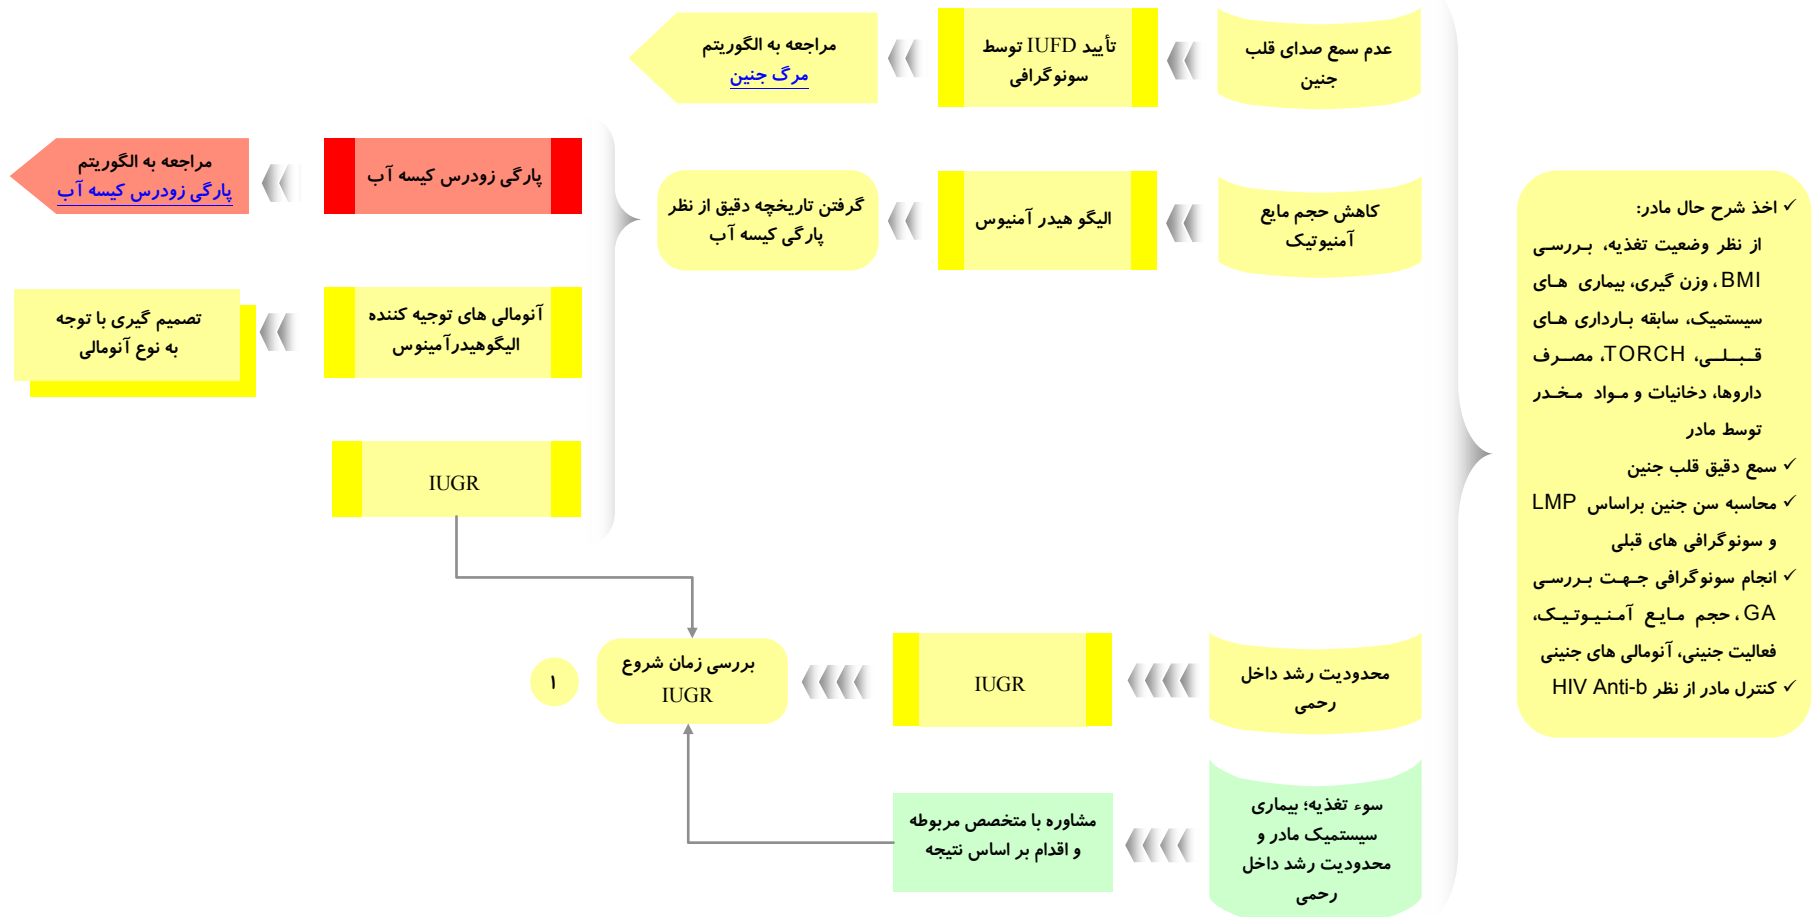 اخذ شرح حال مادر:
از نظر وضعیت تغذیه، بررسی
BMI، وزن گیری، بیماری های
سیستمیک، سابقه بارداری های
قبلی، TORCH، مصرف
داروها، دخانیات و مواد مخدر
توسط مادر
سمع دقیق قلب جنین
محاسبه سن جنین براساس LMP
و سونوگرافی های قبلی
انجام سونوگرافی جهت بررسی
GA، حجم مایع آمنیوتیک،
فعالیت جنینی، آنومالی های جنینی
کنترل مادر از نظر HIV Anti-b
عدم سمع صدای قلب
جنین
تأیید IUFD توسط
سونوگرافی
مراجعه به الگوریتم
مرگ جنین
کاهش حجم مایع
آمنیوتیک
الیگو هیدر آمنیوس
گرفتن تاریخچه دقیق از نظر
پارگی کیسه آب
پارگی زودرس کیسه آب
مراجعه به الگوریتم
پارگی زودرس کیسه آب
آنومالی های توجیه کننده
الیگوهیدرآمینوس
تصمیم گیری با توجه
به نوع آنومالی
IUGR
محدودیت رشد داخل
رحمی
IUGR
بررسی زمان شروع
IUGR
۱
سوء تغذیه؛ بیماری
سیستمیک مادر و
محدودیت رشد داخل
رحمی
مشاوره با متخصص مربوطه
و اقدام بر اساس نتیجه